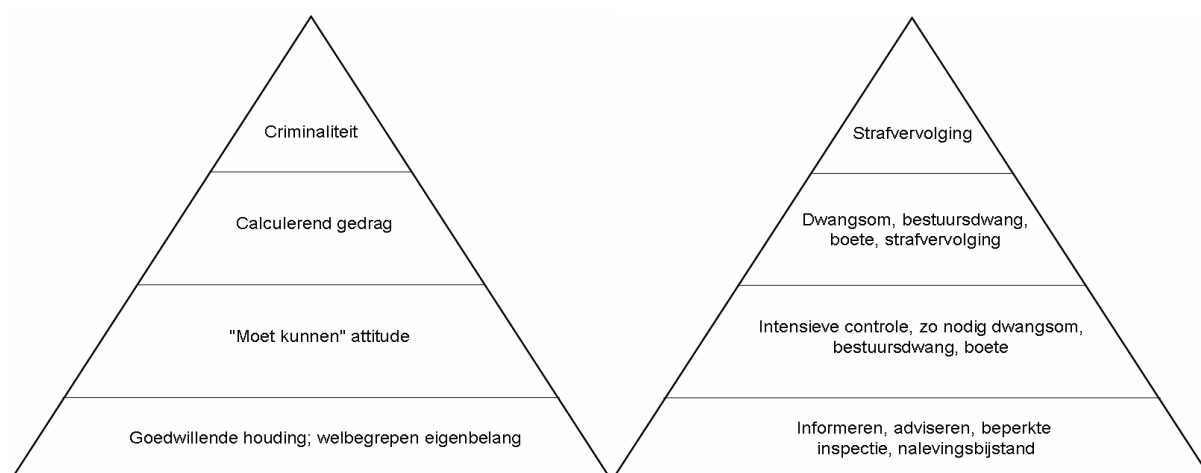 Criminaliteit
Calculerend gedrag
"Moet kunnen" attitude
Goedwillende houding; welbegrepen eigenbelang
Strafvervolging
Dwangsom, bestuursdwang,
boete, strafvervolging
Intensieve controle, zo nodig dwangsom,
bestuursdwang, boete
Informeren, adviseren, beperkte
inspectie, nalevingsbijstand